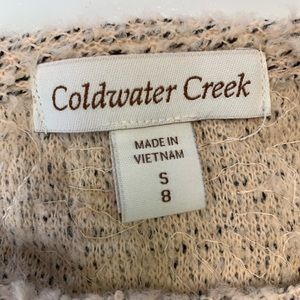 Coldwater Creek
MADE IN
VIETNAM
S
8